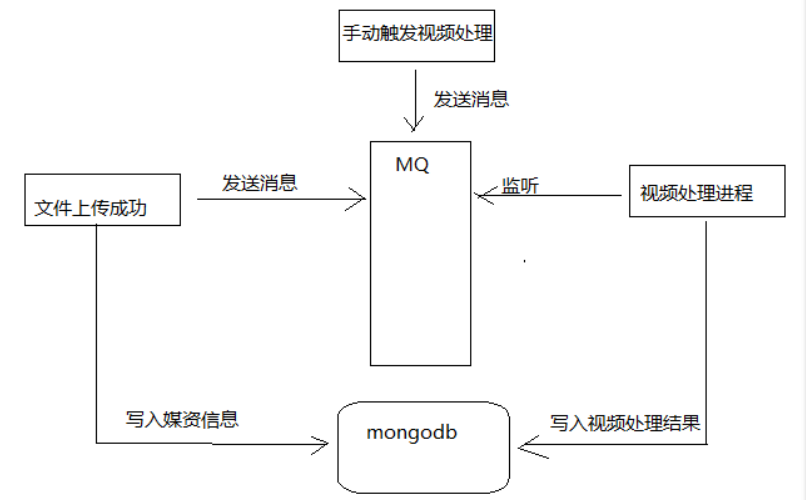 手动触发视频处理
发送消息
MQ
发送消息
监听
文件上传成功
视频处理进程
写入媒资信息
mongodb
写入视频处理结果